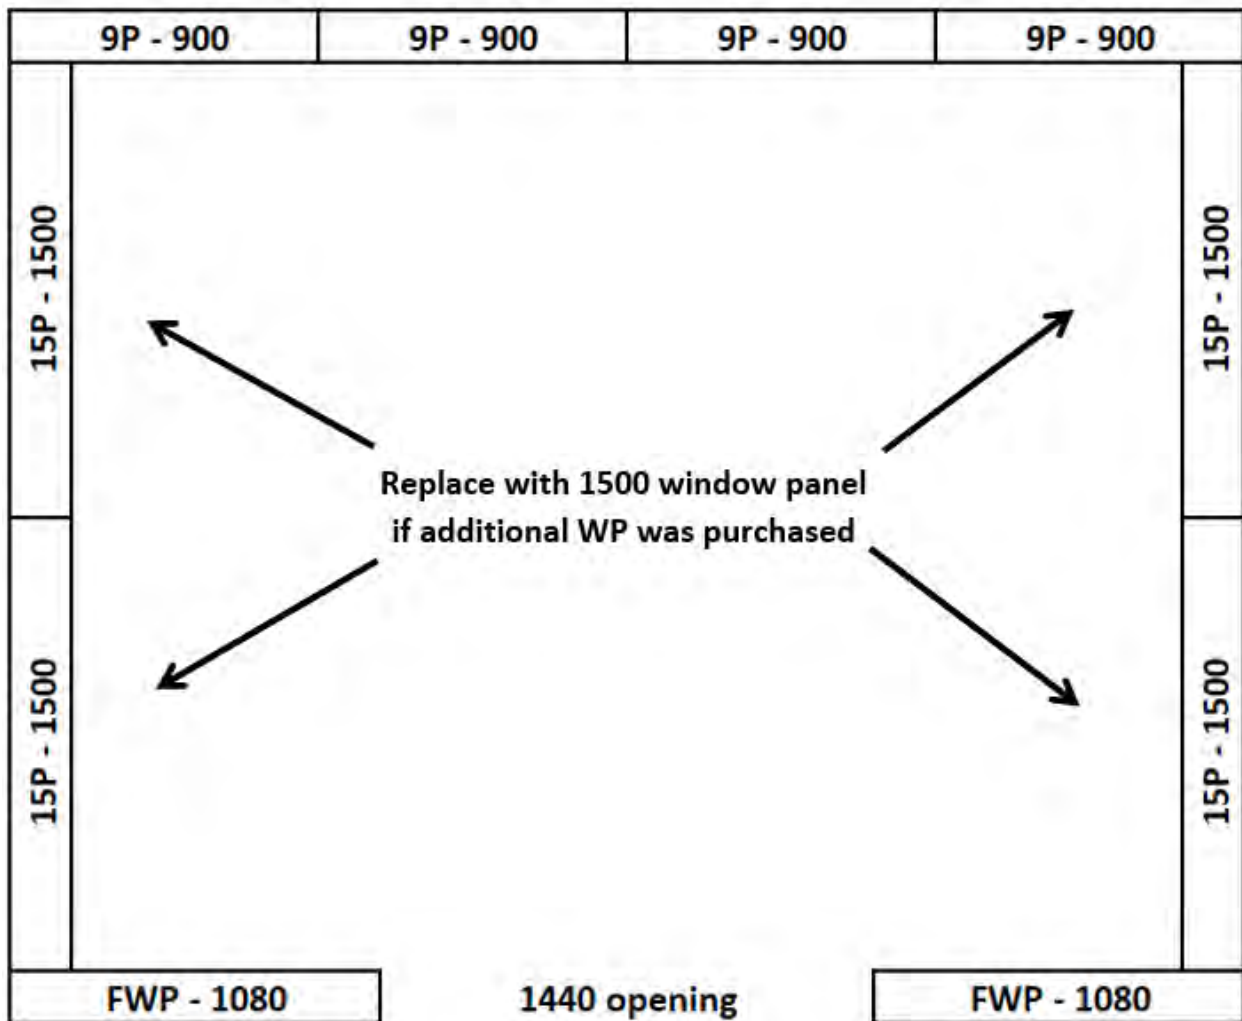 9P - 900
9P - 900
9P - 900
9P - 900
15P - 1500
15P - 1500
Replace with 1500 window panel
if additional WP was purchased
15P - 1500
15P - 1500
FWP - 1080
1440 opening
FWP - 1080